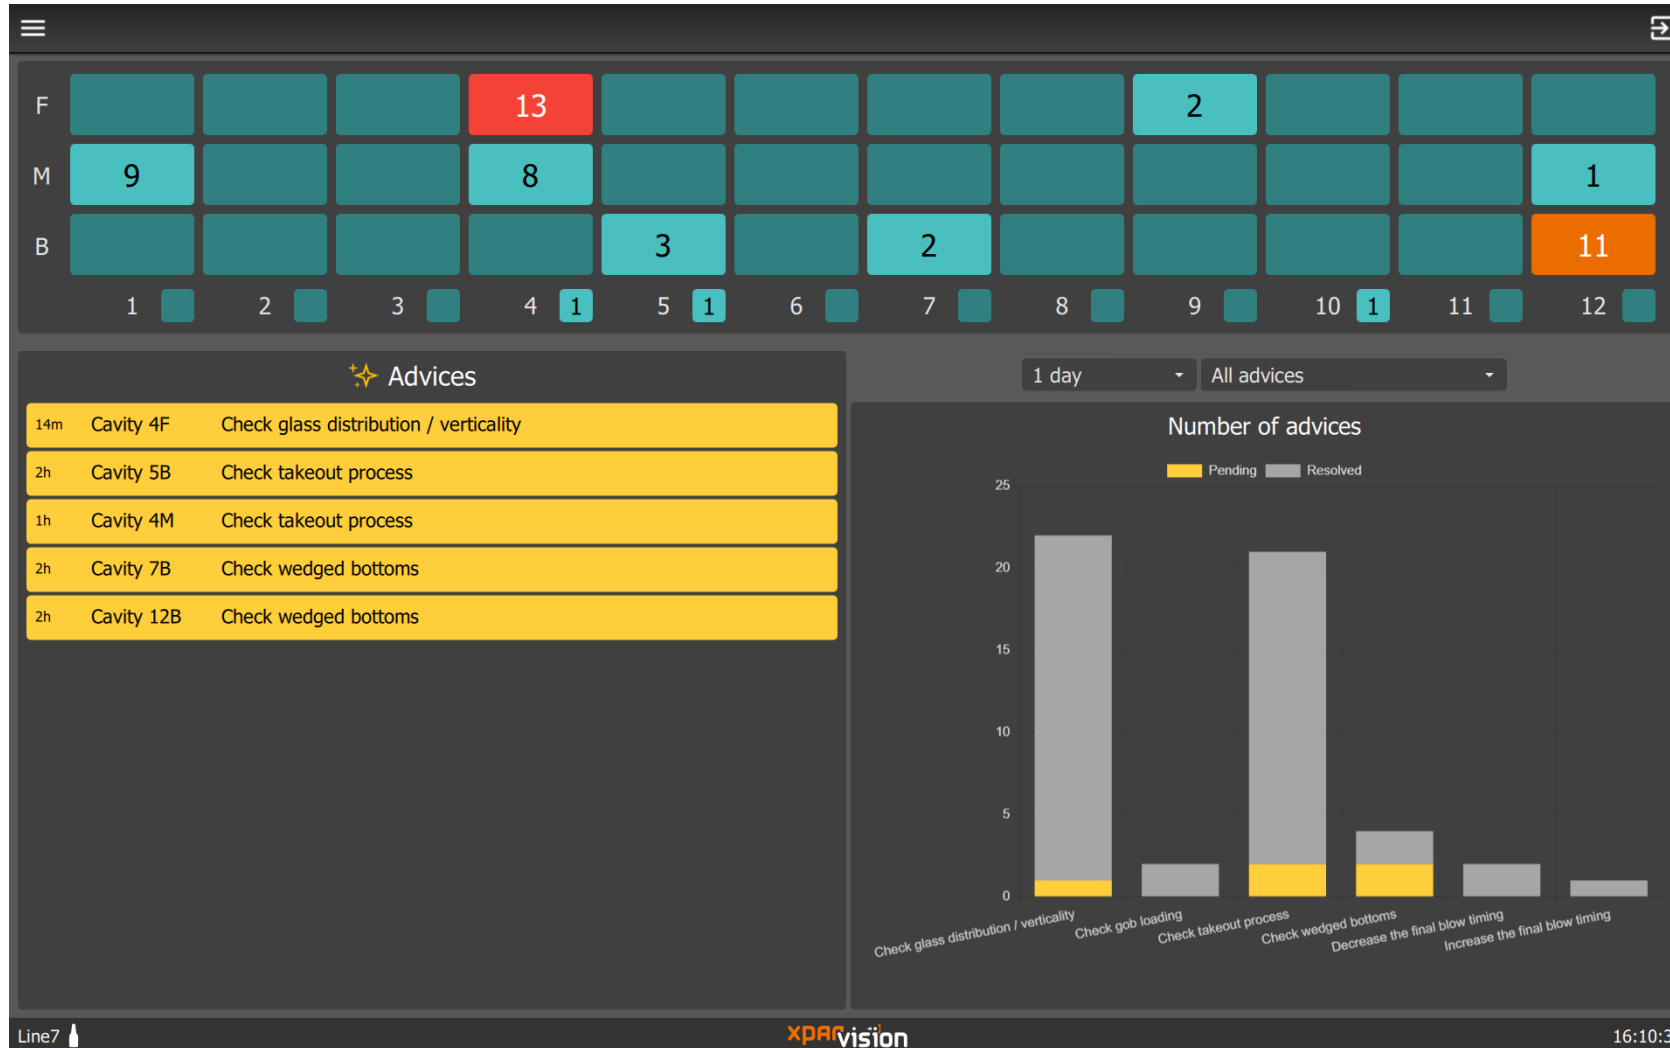 F 13 2
M 9 8 1
B 3 2 11
1 2 3 4 1 5 1 6 7 8 9 10 1 11 12
Advices
14m Cavity 4F Check glass distribution / verticality
2h Cavity 5B Check takeout process
1h Cavity 4M Check takeout process
2h Cavity 7B Check wedged bottoms
2h Cavity 12B Check wedged bottoms
1 day All advices
Number of advices
Pending Resolved
25
20
15
10
5
0
Check glass distribution / verticality
Check gob loading
Check takeout process
Check wedged bottoms
Decrease the final blow timing
Increase the final blow timing
Line7 xparvision 16:10:3